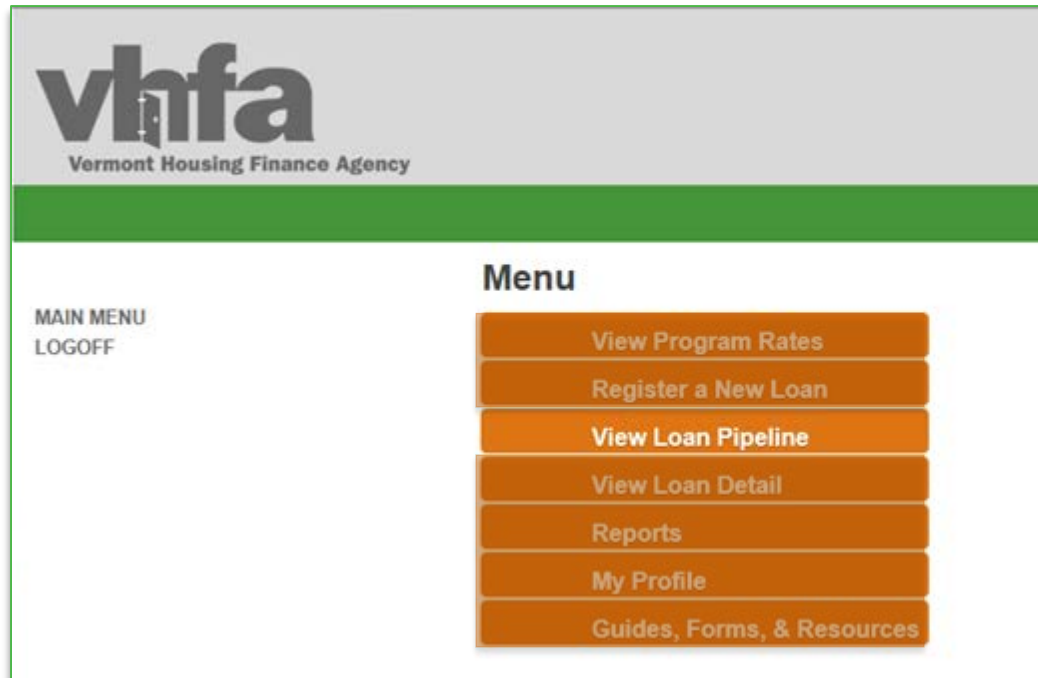 vhfa
Vermont Housing Finance Agency
MAIN MENU
LOGOFF
Menu
View Program Rates
Register a New Loan
View Loan Pipeline
View Loan Detail
Reports
My Profile
Guides, Forms, & Resources